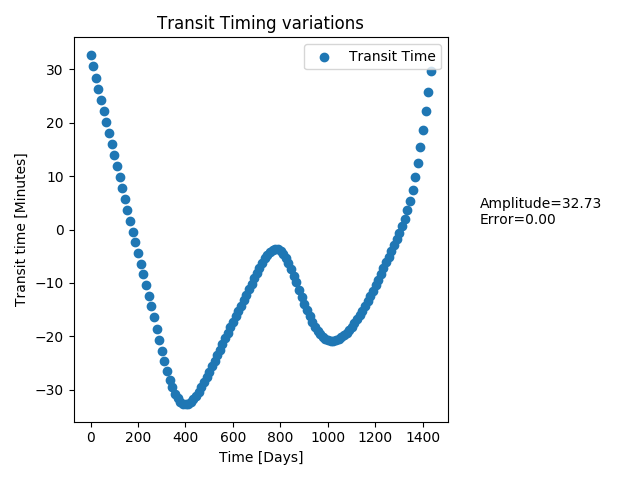 Transit Timing variations
Transit Time
30
20
10
0
−10
−20
−30
Transit time [Minutes]
0 200 400 600 800 1000 1200 1400
Time [Days]
Amplitude=32.73
Error=0.00